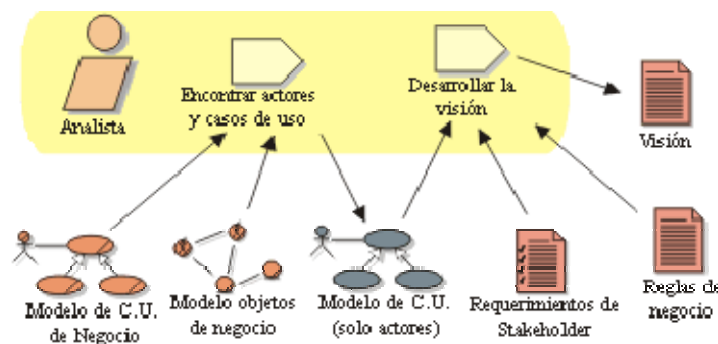 Analista
Encontrar actores
y casos de uso
Desarrollar la
visión
Visión
Modelo de C.U.
de Negocio
Modelo objetos
de negocio
Modelo de C.U.
(solo actores)
Requerimientos de
Stakeholder
Reglas de
negocio